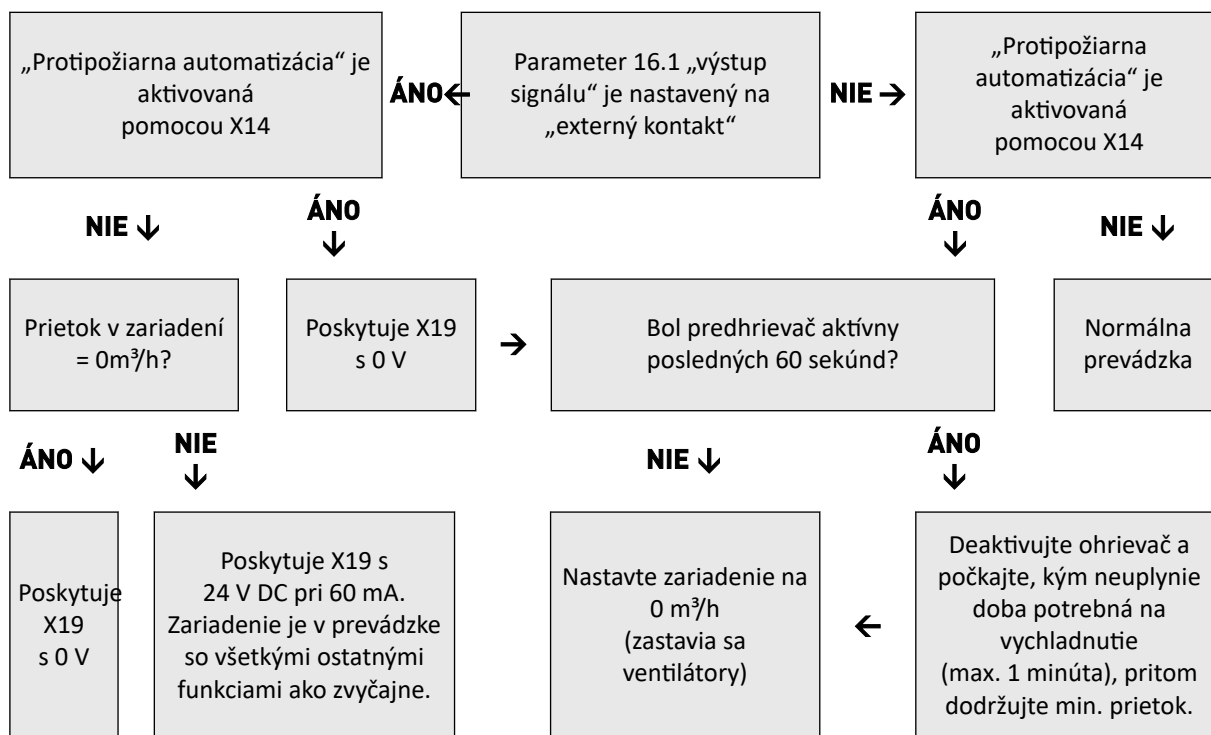 „Protipožiarna automatizácia“ je
aktivovaná
pomocou X14
ÁNO
Parameter 16.1 „výstup
signálu“ je nastavený na
„externý kontakt“
NIE
„Protipožiarna
automatizácia“ je
aktivovaná
pomocou X14
NIE
ÁNO
ÁNO
NIE
Prietok v zariadení
= 0m³/h?
Poskytuje X19
s 0 V
Bol predhrievač aktívny
posledných 60 sekúnd?
Normálna
prevádzka
ÁNO
NIE
NIE
ÁNO
Poskytuje
X19
s 0 V
Poskytuje X19 s
24 V DC pri 60 mA.
Zariadenie je v prevádzke
so všetkými ostatnými
funkciami ako zvyčajne.
Nastavte zariadenie na
0 m³/h
(zastavia sa
ventilátory)
Deaktivujte ohrievač a
počkajte, kým neuplynie
doba potrebná na
vychladnutie
(max. 1 minúta), pritom
dodržujte min. prietok.